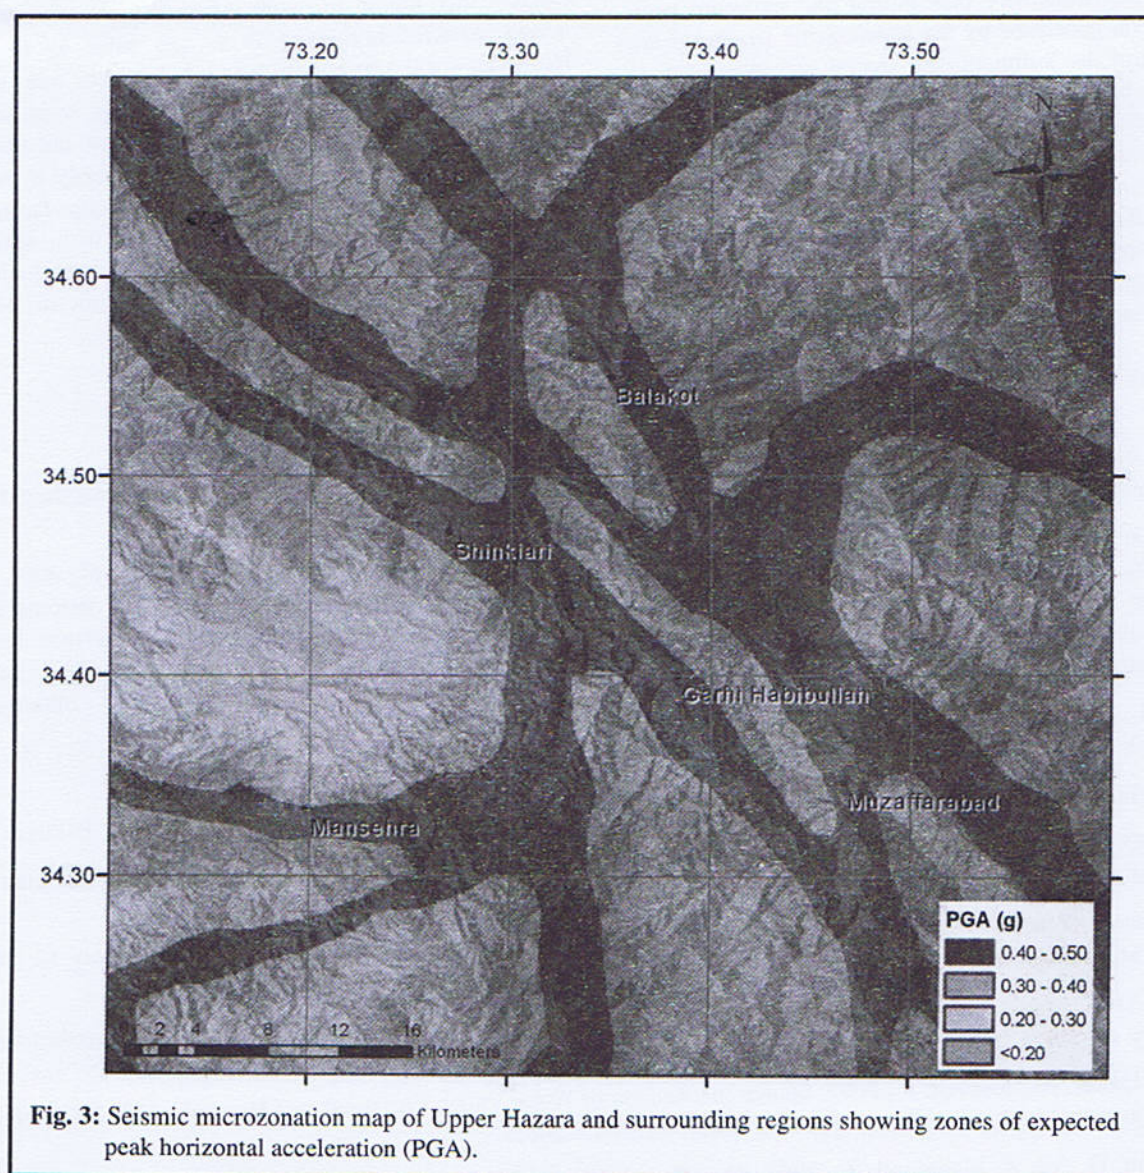 73.20 73.30 73.40 73.50
N
34.60
Balakot
34.50
Shinkiari
34.40
Garhi Habibullah
Muzaffarabad
Mansehra
34.30
PGA (g)
0.40 - 0.50
0.30 - 0.40
0.20 - 0.30
<0.20
2 4 8 12 16
Kilometers
Fig. 3: Seismic microzonation map of Upper Hazara and surrounding regions showing zones of expected
peak horizontal acceleration (PGA).